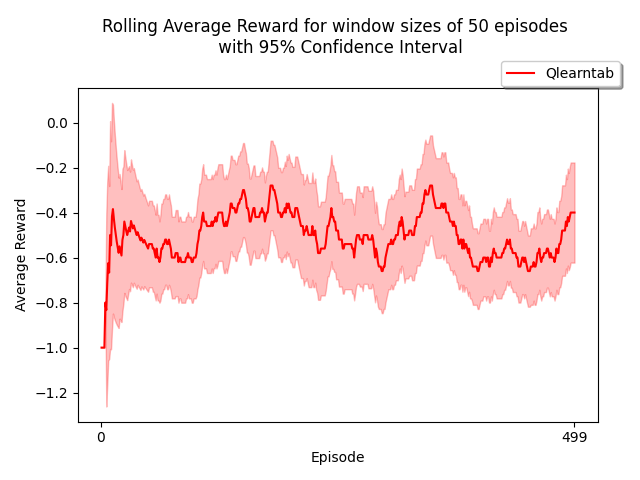 Rolling Average Reward for window sizes of 50 episodes
with 95% Confidence Interval
Qlearntab
0.0
−0.2
−0.4
−0.6
−0.8
−1.0
−1.2
Average Reward
0
499
Episode